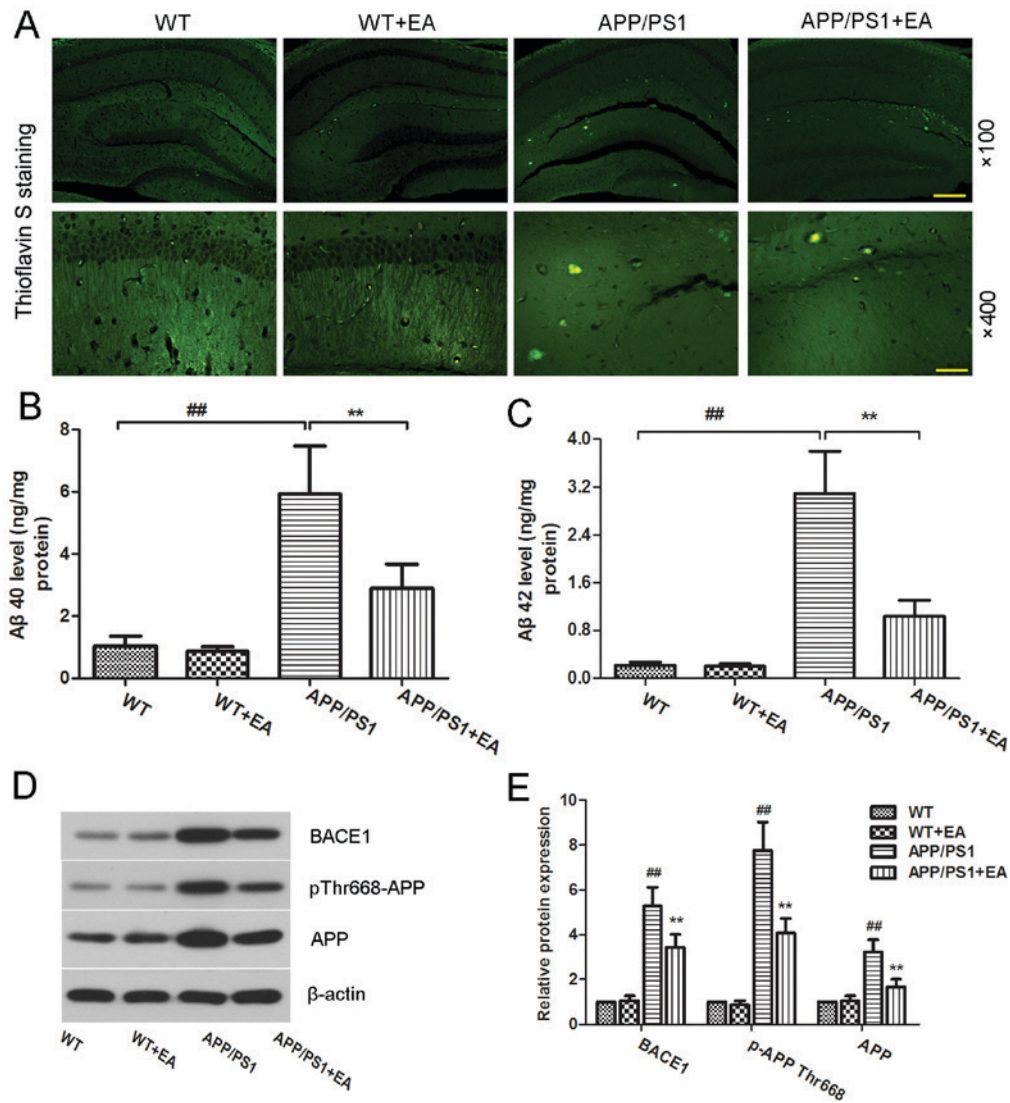 A
WT
WT+EA
APP/PS1
APP/PS1+EA
Thioflavin S staining
×100
×400
B
##
**
Aβ 40 level (ng/mg
protein)
8
6
4
2
0
WT
WT+EA
APP/PS1
APP/PS1+EA
C
##
**
Aβ 42 level (ng/mg
protein)
4.0
3.2
2.4
1.6
0.8
0.0
WT
WT+EA
APP/PS1
APP/PS1+EA
D
BACE1
pThr668-APP
APP
β-actin
WT
WT+EA
APP/PS1
APP/PS1+EA
E
Relative protein expression
10
8
6
4
2
0
##
**
##
**
##
**
WT
WT+EA
APP/PS1
APP/PS1+EA
BACE1
p-APP Thr668
APP